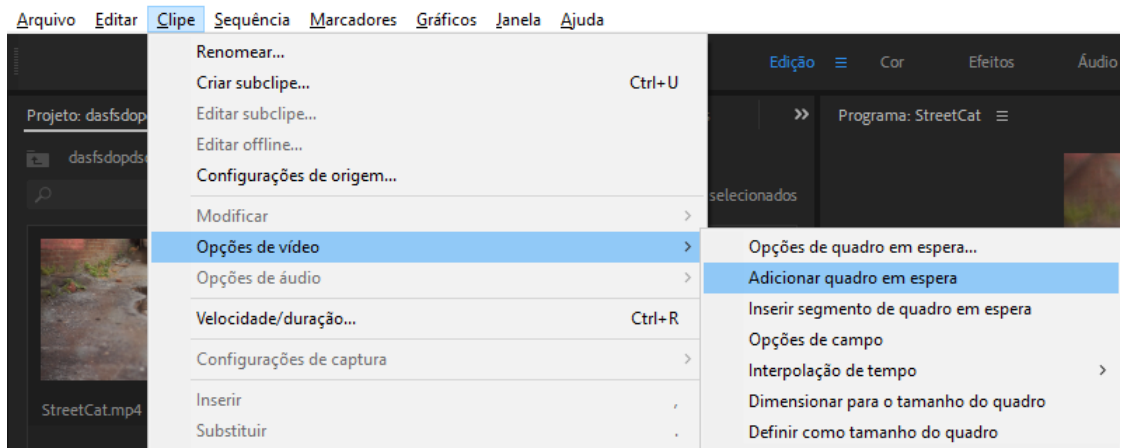 Arquivo Editar Clipe Sequência Marcadores Gráficos Janela Ajuda
Renomear...
Edição Cor Efeitos Áudio
Criar subclipe... Ctrl+U
Projeto: dasfsdop
Editar subclipe...
Programa: StreetCat
Editar offline...
dasfsdopds
Configurações de origem...
selecionados
Modificar
Opções de vídeo
Opções de quadro em espera...
Opções de áudio
Adicionar quadro em espera
Inserir segmento de quadro em espera
Velocidade/duração... Ctrl+R
Opções de campo
Configurações de captura
Interpolação de tempo
Inserir ,
Dimensionar para o tamanho do quadro
StreetCat.mp4
Substituir .
Definir como tamanho do quadro